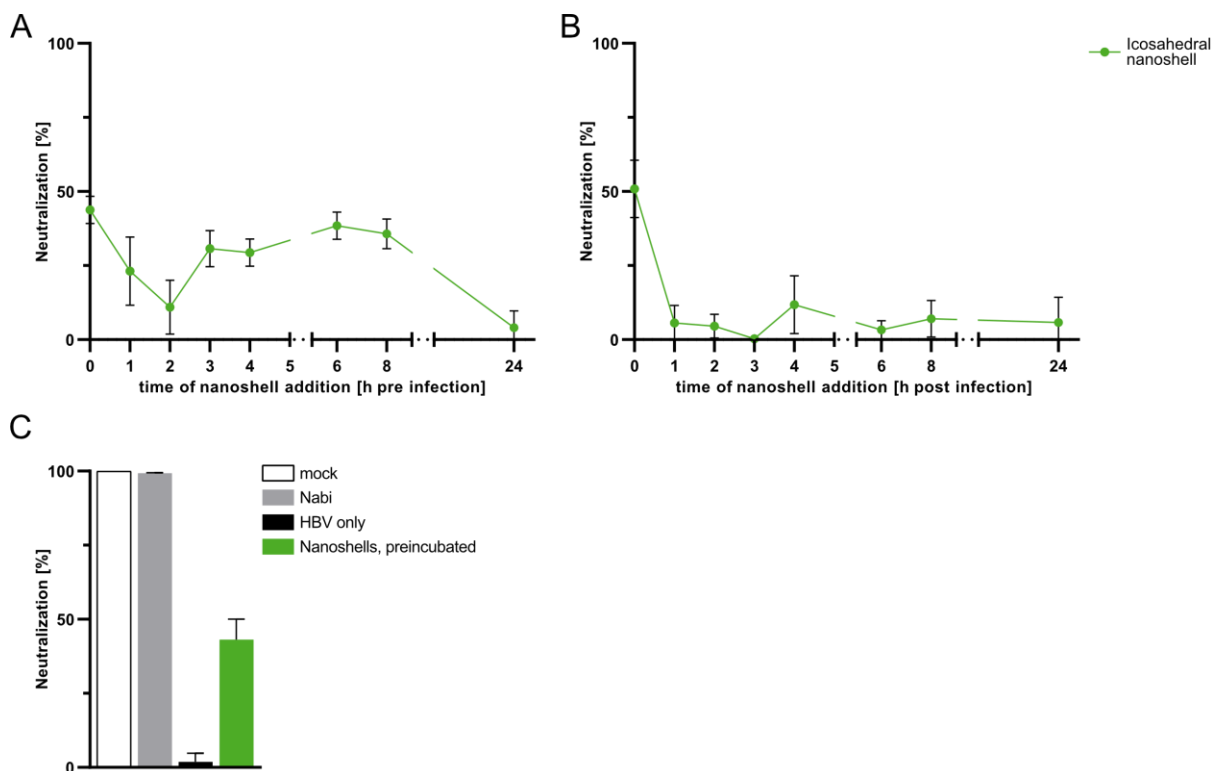 A
100
50
0
Neutralization [%]
0 1 2 3 4 5 6 8 24
time of nanoshell addition [h pre infection]
B
100
50
0
Neutralization [%]
0 1 2 3 4 5 6 8 24
time of nanoshell addition [h post infection]
Icosahedral
nanoshell
C
100
50
0
Neutralization [%]
mock
Nabi
HBV only
Nanoshells, preincubated